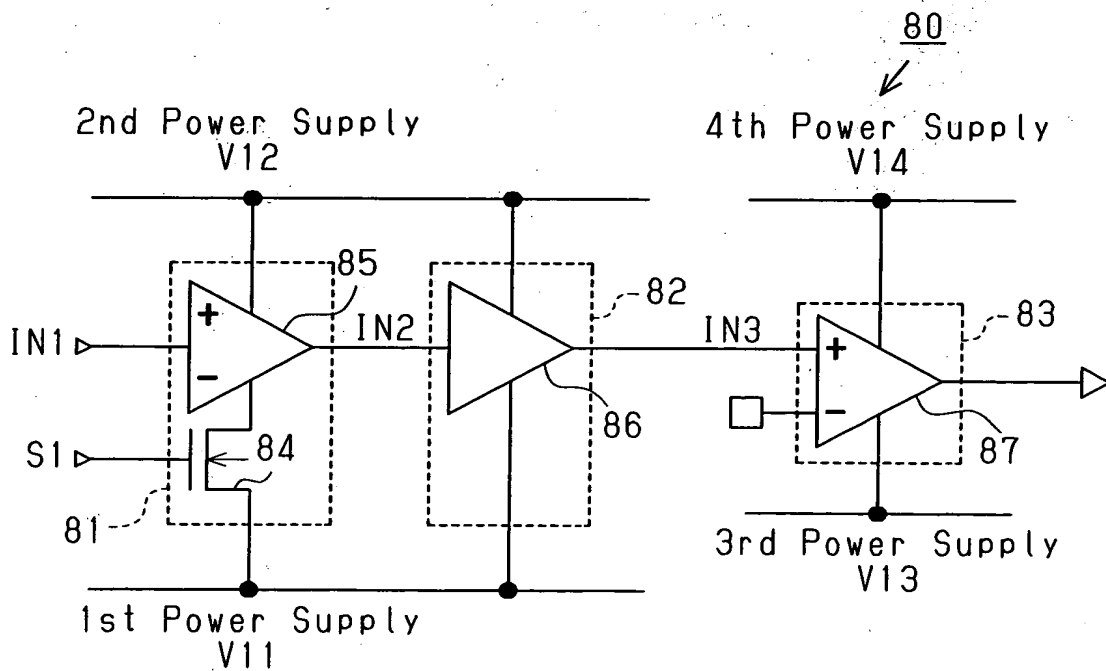 80
2nd Power Supply
V12
4th Power Supply
V14
85
82
83
IN1
+
-
IN2
IN3
+
-
86
87
S1
84
81
3rd Power Supply
V13
1st Power Supply
V11